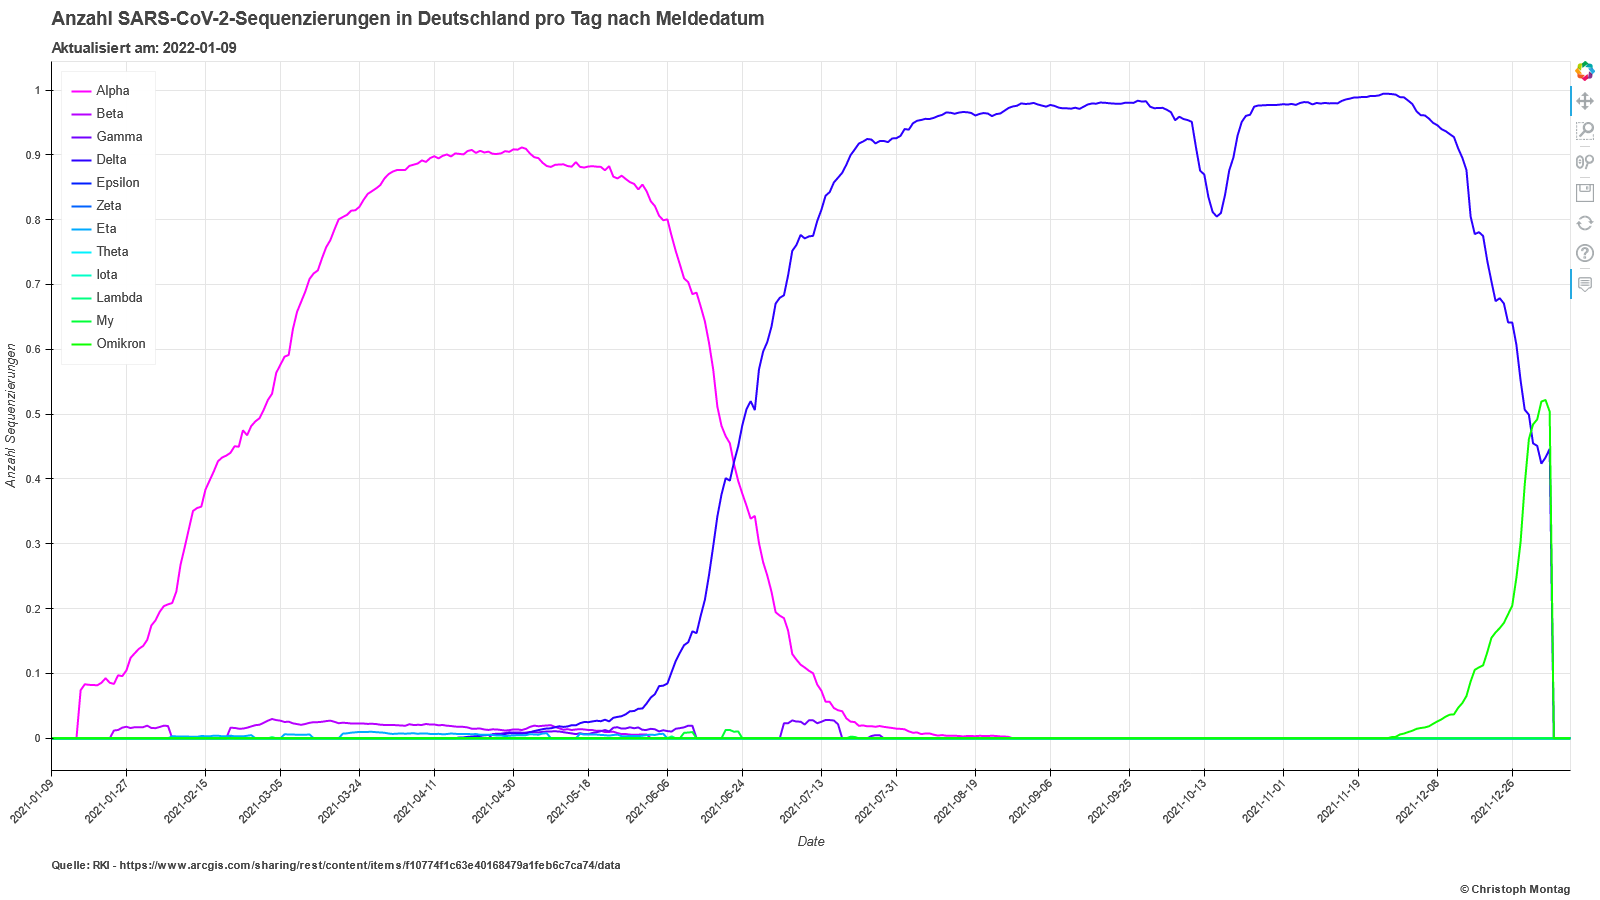 Anzahl SARS-CoV-2-Sequenzierungen in Deutschland pro Tag nach Meldedatum
Aktualisiert am: 2022-01-09
Alpha
Beta
Gamma
Delta
Epsilon
Zeta
Eta
Theta
Iota
Lambda
My
Omikron
Anzahl Sequenzierungen
1
0.9
0.8
0.7
0.6
0.5
0.4
0.3
0.2
0.1
0
2021-01-09
2021-01-27
2021-02-15
2021-03-05
2021-03-24
2021-04-11
2021-04-30
2021-05-18
2021-06-06
2021-06-24
2021-07-13
2021-07-31
2021-08-19
2021-09-06
2021-09-25
2021-10-13
2021-11-01
2021-11-19
2021-12-08
2021-12-26
Date
Quelle: RKI - https://www.arcgis.com/sharing/rest/content/items/f10774f1c63e40168479a1feb6c7ca74/data
© Christoph Montag